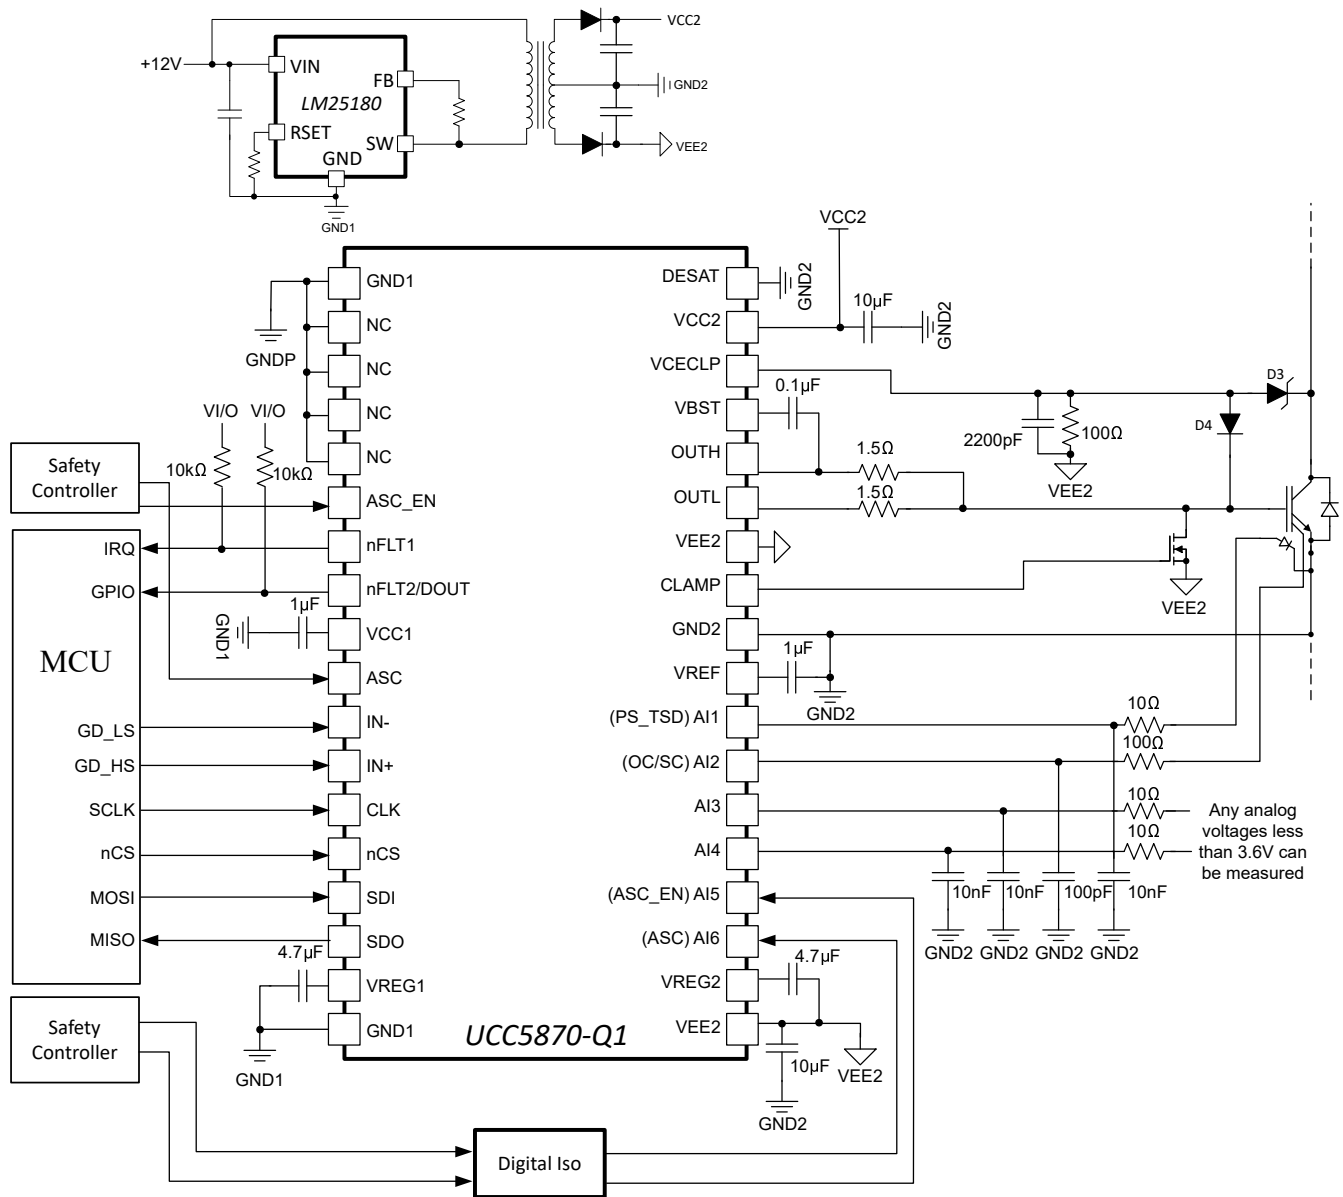 VCC2
+12V
VIN
FB
LM25180
GND2
RSET
SW
GND
VEE2
GND1
VCC2
GND1
DESAT
GND2
10µF
NC
VCC2
GND2
GNDP
NC
VCECLP
D3
0.1µF
VI/O
VI/O
NC
VBST
D4
2200pF
100Ω
Safety
Controller
10kΩ
10kΩ
NC
OUTH
1.5Ω
VEE2
ASC_EN
OUTL
1.5Ω
IRQ
nFLT1
VEE2
GPIO
nFLT2/DOUT
CLAMP
VEE2
1µF
GND1
VCC1
GND2
1µF
MCU
ASC
VREF
GND2
GD_LS
IN-
(PS_TSD) AI1
10Ω
100Ω
GD_HS
IN+
(OC/SC) AI2
10Ω
SCLK
CLK
AI3
Any analog
voltages less
than 3.6V can
be measured
10Ω
nCS
nCS
AI4
10nF
10nF
100pF
10nF
MOSI
SDI
(ASC_EN) AI5
MISO
SDO
(ASC) AI6
GND2
GND2
GND2
GND2
4.7µF
4.7µF
VREG1
VREG2
Safety
Controller
GND1
UCC5870-Q1
VEE2
GND1
10µF
VEE2
GND2
Digital Iso